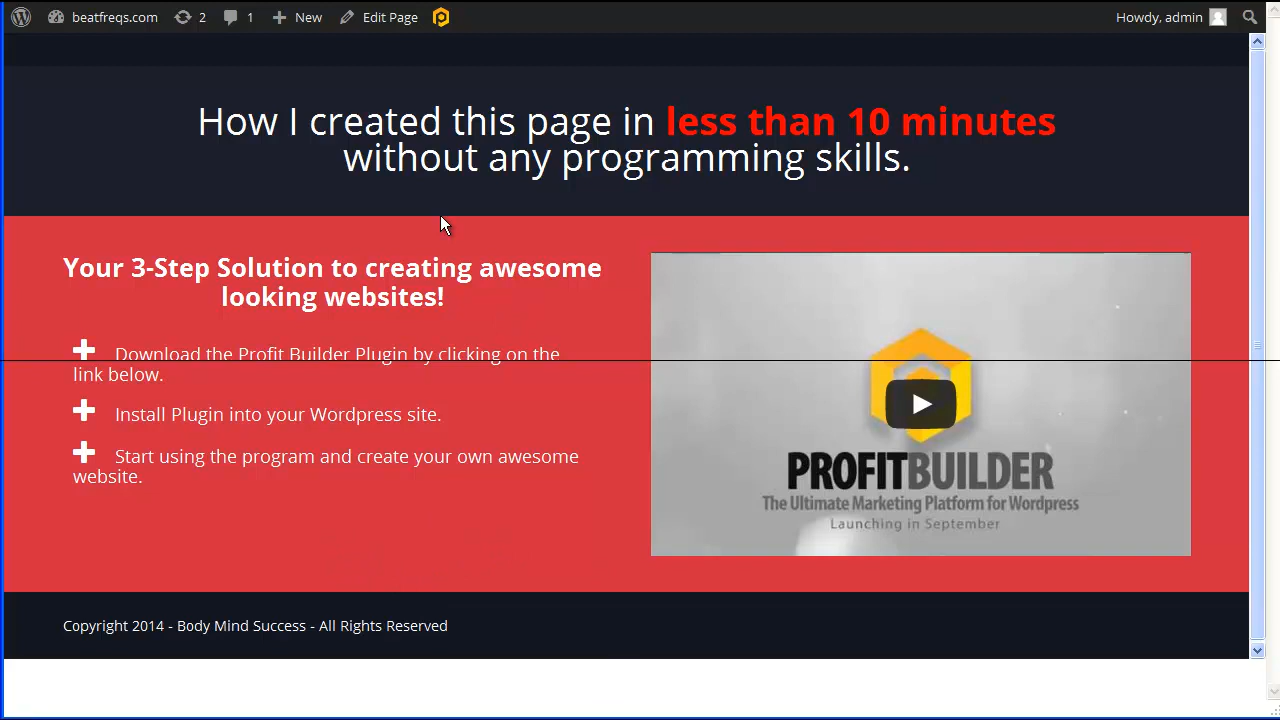 beatfreqs.com 2 1 New Edit Page Howdy, admin
How I created this page in less than 10 minutes
without any programming skills.
Your 3-Step Solution to creating awesome
looking websites!
Download the Profit Builder Plugin by clicking on the
link below.
Install Plugin into your Wordpress site.
Start using the program and create your own awesome
website.
PROFITBUILDER
The Ultimate Marketing Platform for Wordpress
Launching in September
Copyright 2014 - Body Mind Success - All Rights Reserved